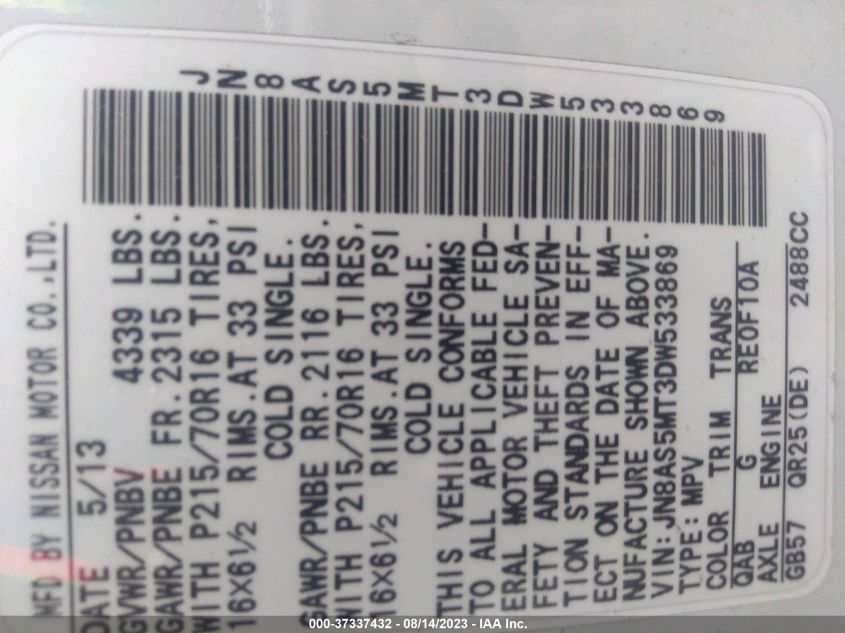 JN8AS5MT3DW533869
MFD BY NISSAN MOTOR CO.,LTD.
DATE 5/13
GVWR/PNBV 4339 LBS.
GAWR/PNBE FR.2315 LBS.
WITH P215/70R16 TIRES,
16×6½ RIMS.AT 33 PSI
COLD SINGLE.
GAWR/PNBE RR.2116 LBS.
WITH P215/70R16 TIRES,
16×6½ RIMS.AT 33 PSI
COLD SINGLE.
THIS VEHICLE CONFORMS
TO ALL APPLICABLE FED-
ERAL MOTOR VEHICLE SA-
FETY AND THEFT PREVEN-
TION STANDARDS IN EFF-
ECT ON THE DATE OF MA-
NUFACTURE SHOWN ABOVE.
VIN:JN8AS5MT3DW533869
TYPE:MPV
COLOR TRIM TRANS
QAB G RE0F10A
AXLE ENGINE
GB57 QR25(DE) 2488CC
000-37337432 - 08/14/2023 - IAA Inc.